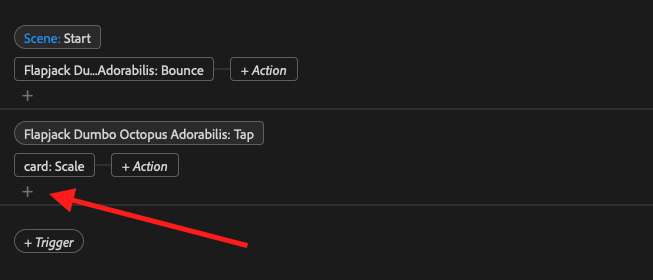 Scene: Start
Flapjack Du...Adorabilis: Bounce + Action
+
Flapjack Dumbo Octopus Adorabilis: Tap
card: Scale + Action
+
+ Trigger